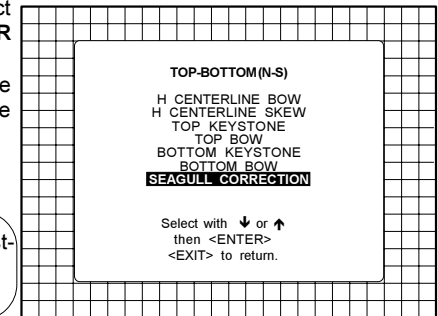 ct
R
e
e
TOP-BOTTOM (N-S)
H CENTERLINE BOW
H CENTERLINE SKEW
TOP KEYSTONE
TOP BOW
BOTTOM KEYSTONE
BOTTOM BOW
SEAGULL CORRECTION
t-
Select with ↓ or ↑
then <ENTER>
<EXIT> to return.